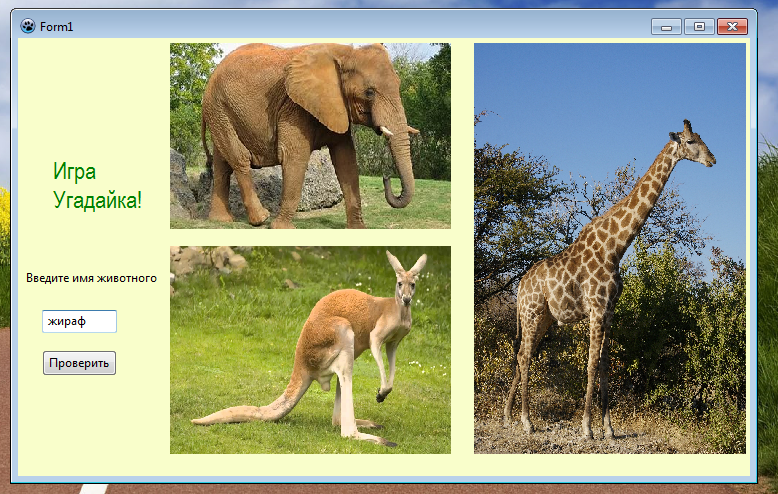 Form1
Игра
Угадайка!
Введите имя животного
жираф
Проверить